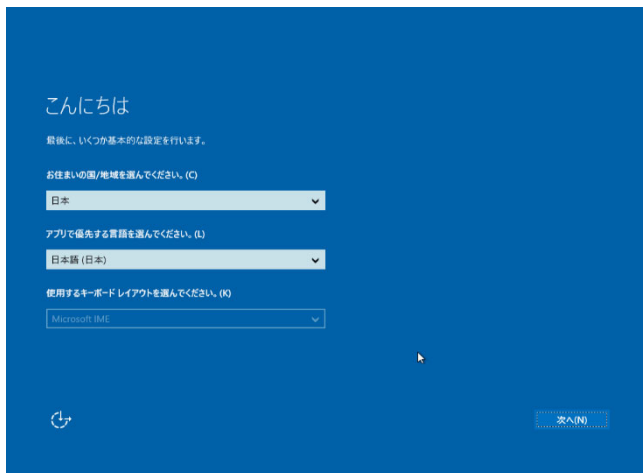 こんにちは
最後に、いくつか基本的な設定を行います。
お住まいの国/地域を選んでください。(C)
日本
アプリで優先する言語を選んでください。(L)
日本語 (日本)
使用するキーボード レイアウトを選んでください。(K)
Microsoft IME
次へ(N)